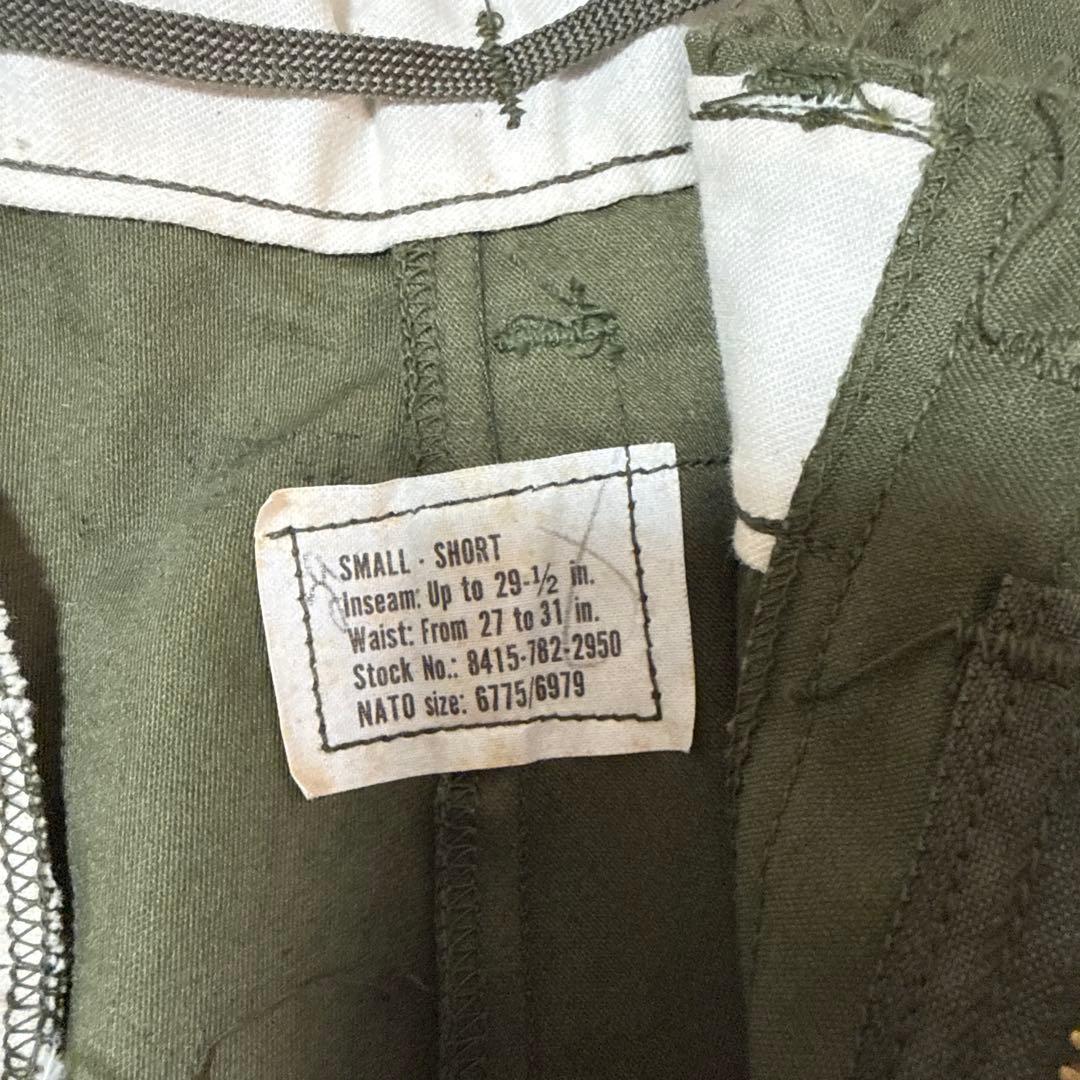 SMALL - SHORT
Inseam: Up to 29-1/2 in.
Waist: From 27 to 31 in.
Stock No.: 8415-782-2950
NATO size: 6775/6979